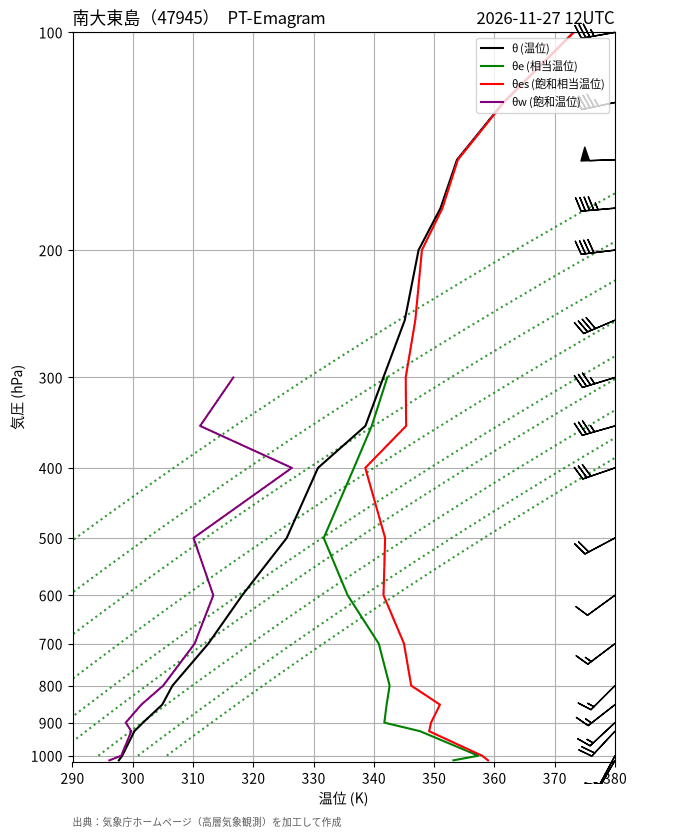 南大東島（47945） PT-Emagram
2026-11-27 12UTC
θ (温位)
θe (相当温位)
θes (飽和相当温位)
θw (飽和温位)
100
200
300
400
500
600
700
800
900
1000
気圧 (hPa)
290 300 310 320 330 340 350 360 370 380
温位 (K)
出典：気象庁ホームページ（高層気象観測）を加工して作成